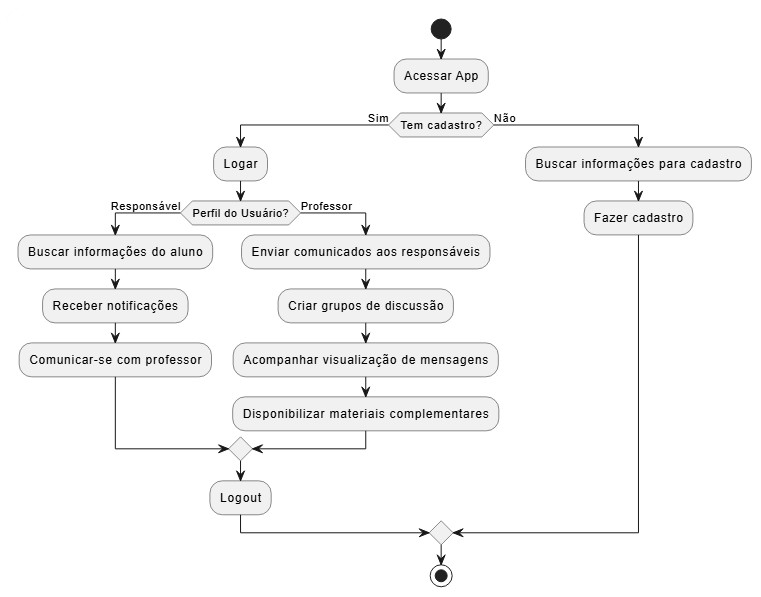 Acessar App
Sim
Tem cadastro?
Não
Logar
Buscar informações para cadastro
Responsável
Perfil do Usuário?
Professor
Fazer cadastro
Buscar informações do aluno
Enviar comunicados aos responsáveis
Receber notificações
Criar grupos de discussão
Comunicar-se com professor
Acompanhar visualização de mensagens
Disponibilizar materiais complementares
Logout